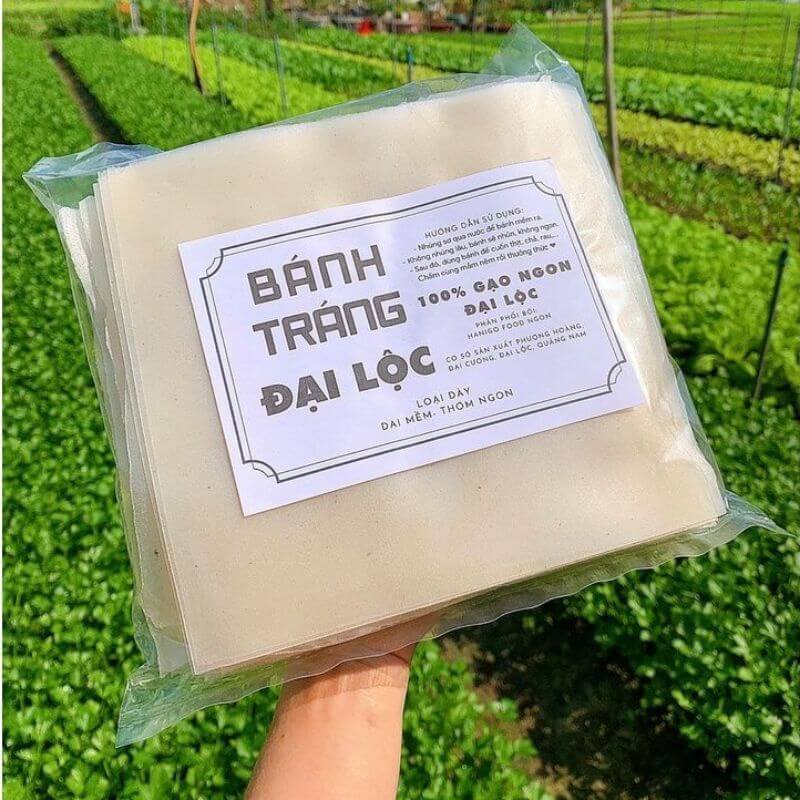 BÁNH
TRÁNG
ĐẠI LỘC
LOẠI DÀY
DAI MỀM- THƠM NGON
HƯỚNG DẪN SỬ DỤNG:
- Nhúng sơ qua nước để bánh mềm ra.
- Không nhúng lâu, bánh sẽ nhũn, không ngon.
- Sau đó, dùng bánh để cuốn thịt, chả, rau,...
Chấm cùng mắm nêm rồi thưởng thức ♥
100% GẠO NGON
ĐẠI LỘC
PHÂN PHỐI BỞI:
HANIGO FOOD NGON
CƠ SỞ SẢN XUẤT PHƯỢNG HOÀNG,
ĐẠI CƯỜNG, ĐẠI LỘC, QUẢNG NAM